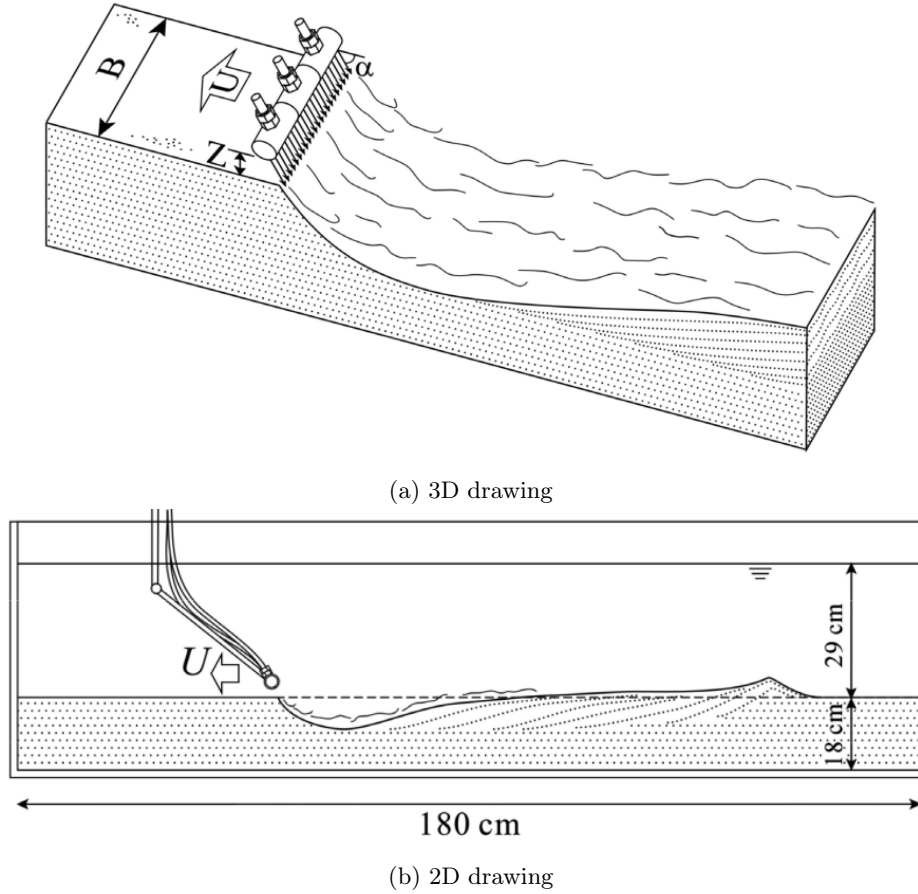 B
U
α
Z
(a) 3D drawing
U
29 cm
18 cm
180 cm
(b) 2D drawing